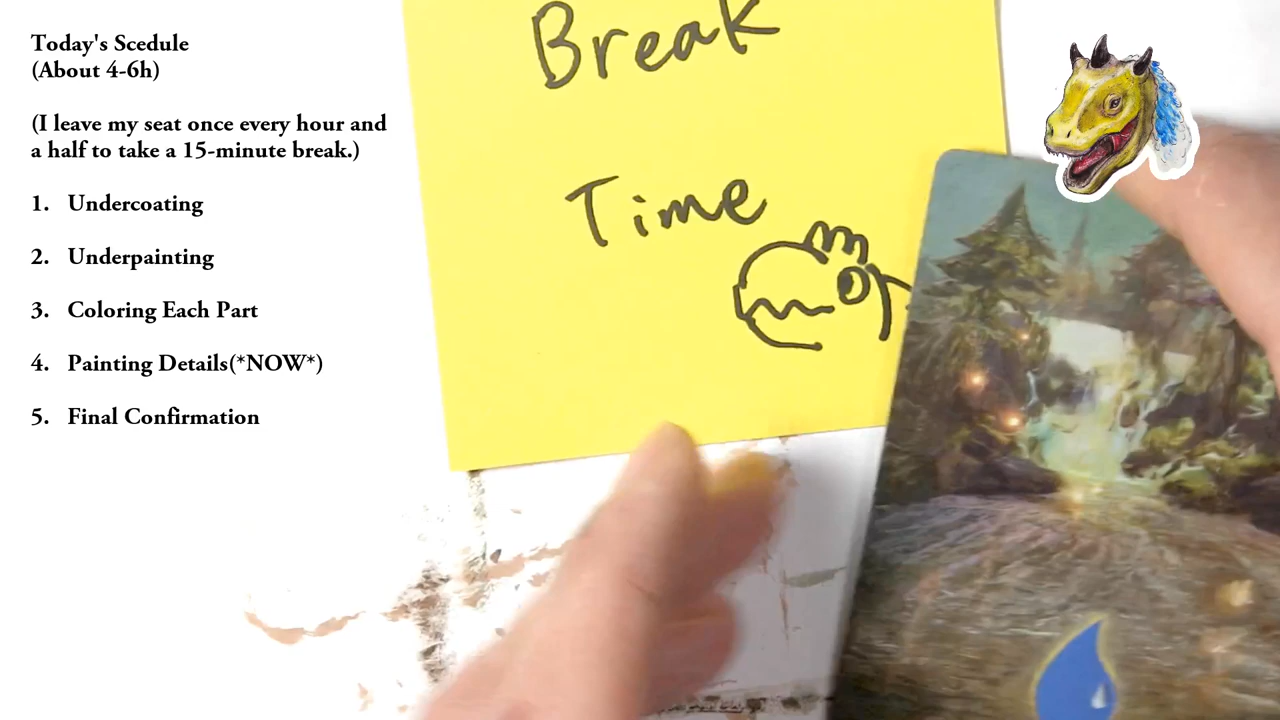 Today's Scedule
(About 4-6h)
(I leave my seat once every hour and
a half to take a 15-minute break.)
1. Undercoating
2. Underpainting
3. Coloring Each Part
4. Painting Details(*NOW*)
5. Final Confirmation
Break
Time